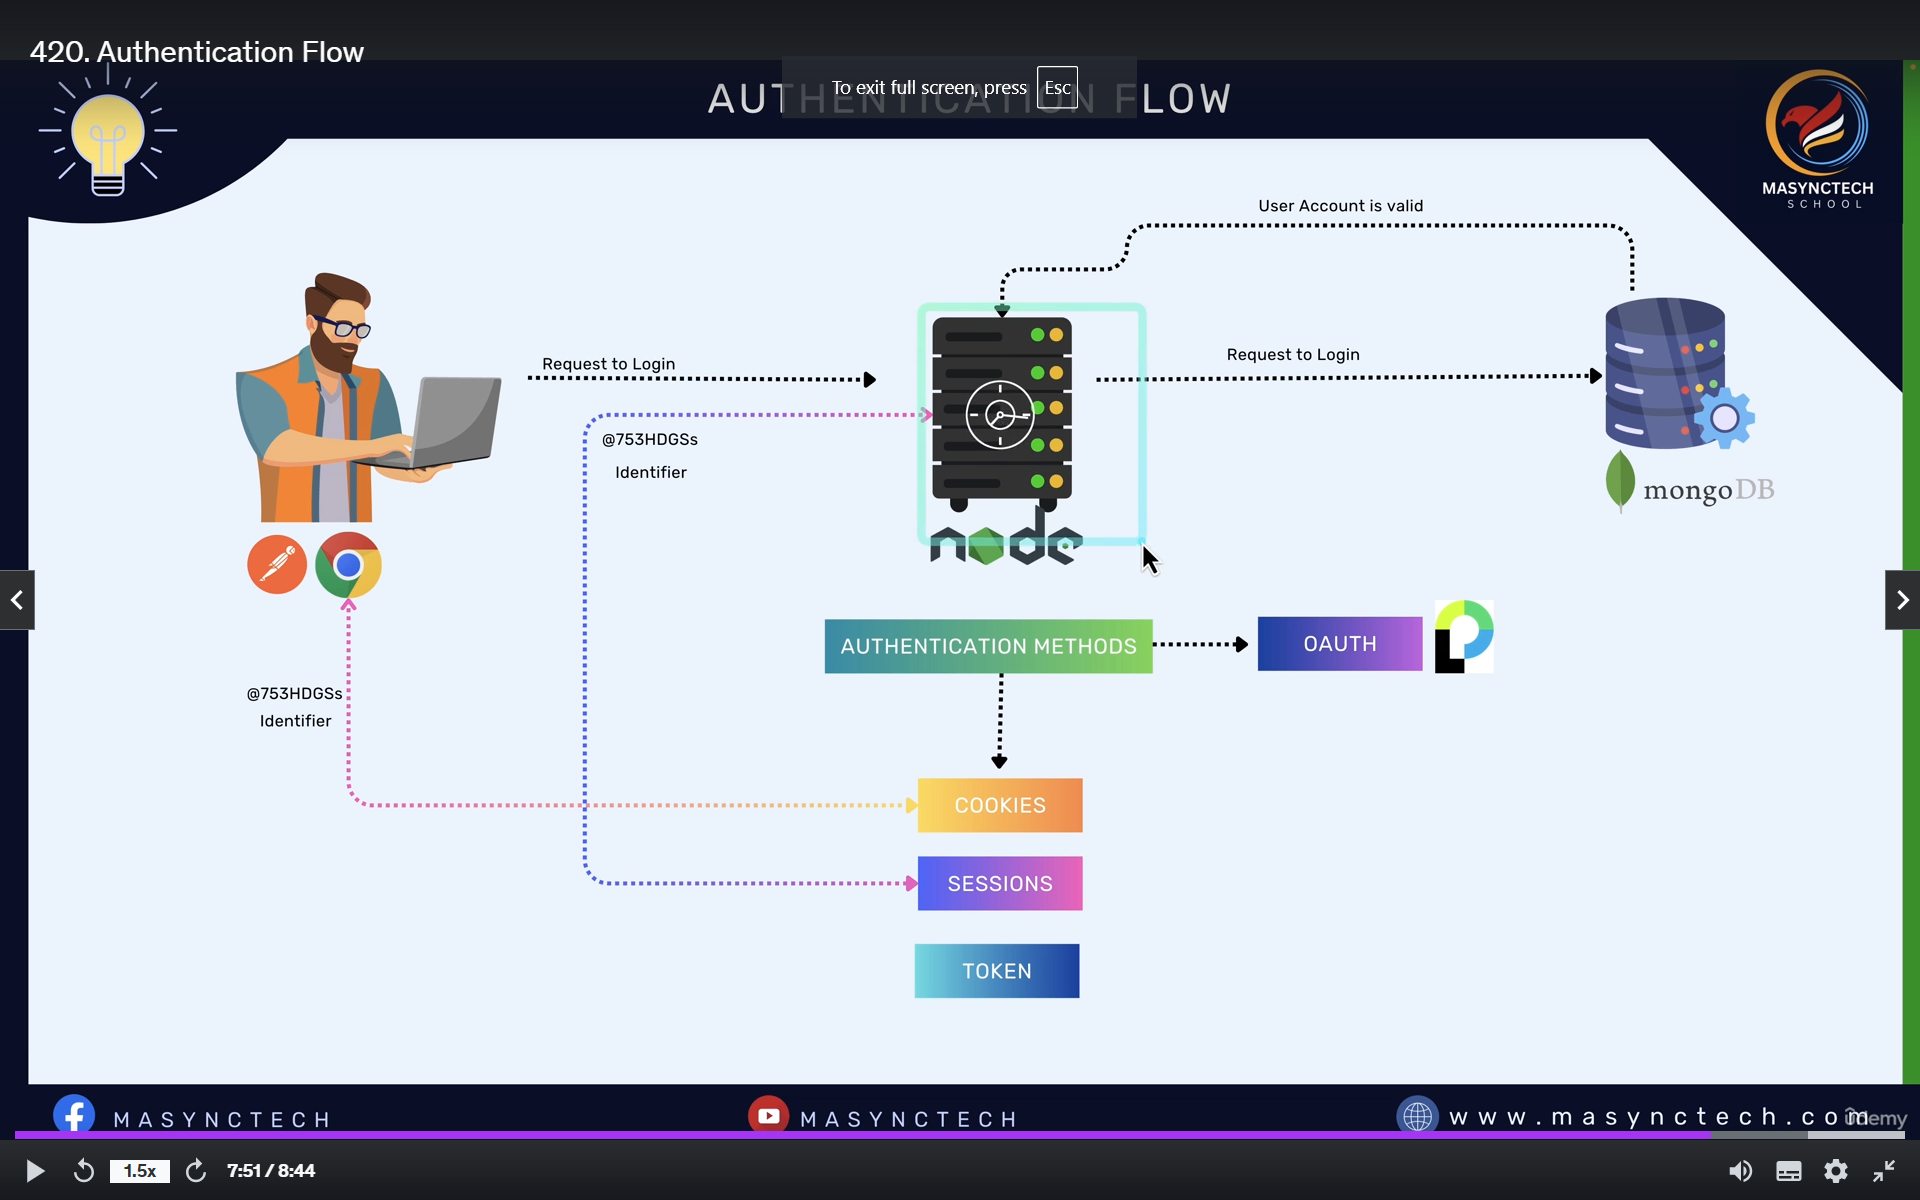 420. Authentication Flow
To exit full screen, press Esc
AUTHENTICATION FLOW
MASYNCTECH
SCHOOL
User Account is valid
Request to Login
Request to Login
@753HDGSs
Identifier
mongoDB
node
AUTHENTICATION METHODS
OAUTH
@753HDGSs
Identifier
COOKIES
SESSIONS
TOKEN
MASYNCTECH
MASYNCTECH
www.masynctech.com
ûdemy
1.5x
7:51 / 8:44